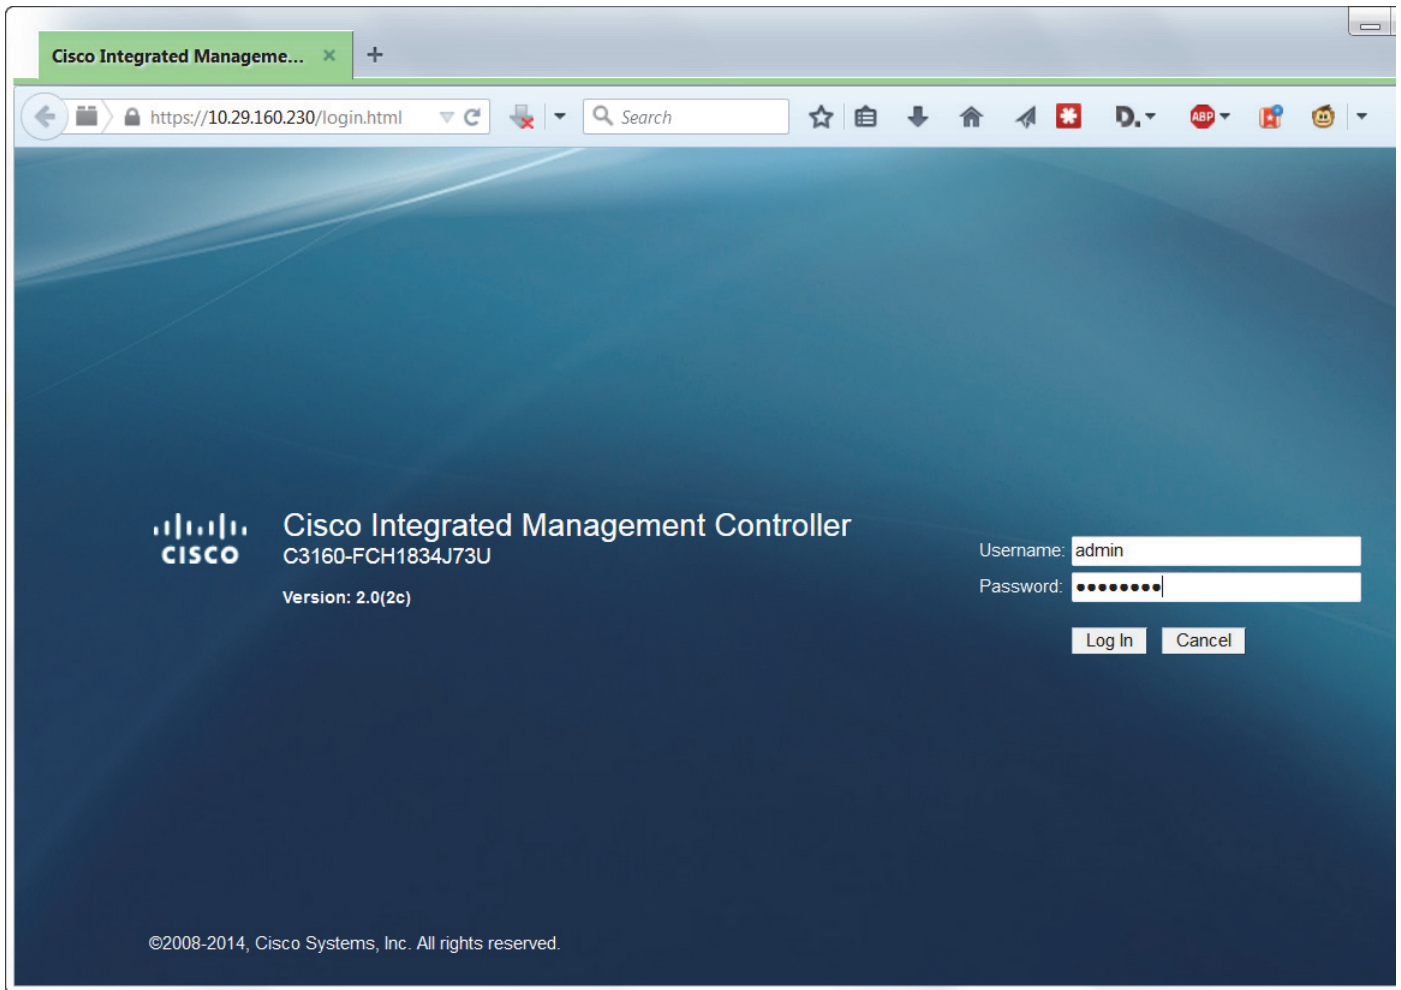 Cisco Integrated Manageme...
https://10.29.160.230/login.html
Search
D.
ABP
CISCO
Cisco Integrated Management Controller
C3160-FCH1834J73U
Version: 2.0(2c)
Username: admin
Password: ●●●●●●●●
Log In Cancel
©2008-2014, Cisco Systems, Inc. All rights reserved.